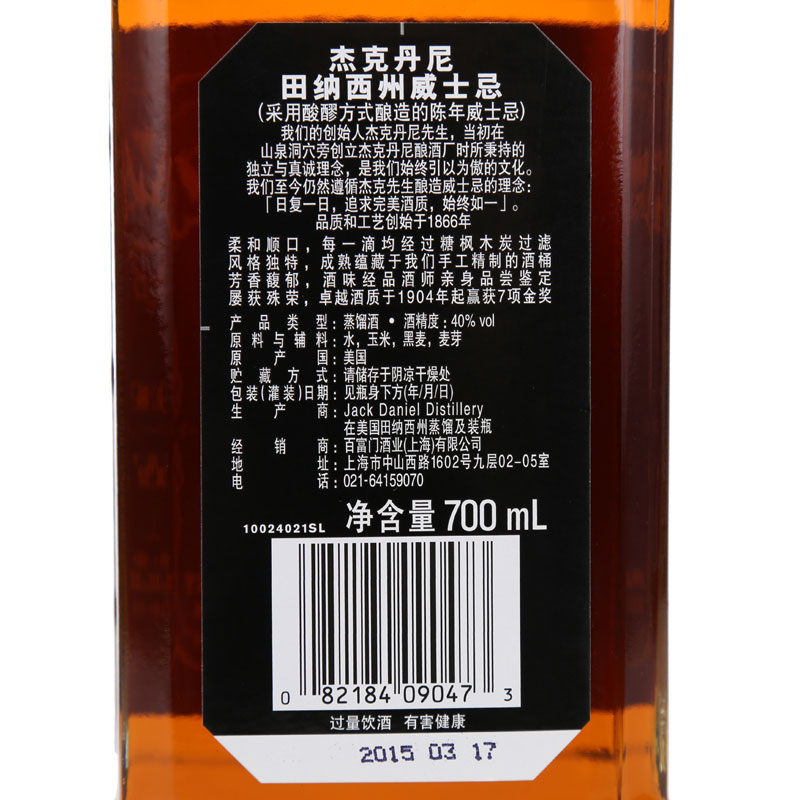 杰克丹尼
田纳西州威士忌
(采用酸醪方式酿造的陈年威士忌)
我们的创始人杰克丹尼先生，当初在
山泉洞穴旁创立杰克丹尼酿酒厂时所秉持的
独立与真诚理念，是我们始终引以为傲的文化。
我们至今仍然遵循杰克先生酿造威士忌的理念：
「日复一日，追求完美酒质，始终如一」。
品质和工艺创始于1866年
柔和顺口，每一滴均经过糖枫木炭过滤
风格独特，成熟蕴藏于我们手工精制的酒桶
芳香馥郁，酒味经品酒师亲身品尝鉴定
屡获殊荣，卓越酒质于1904年起赢获7项金奖
产品类型：蒸馏酒 • 酒精度：40% vol
原料与辅料：水，玉米，黑麦，麦芽
原产国：美国
贮藏方式：请储存于阴凉干燥处
包装(灌装)日期：见瓶身下方(年/月/日)
生产商：Jack Daniel Distillery
在美国田纳西州蒸馏及装瓶
经销商：百富门酒业(上海)有限公司
地址：上海市中山西路1602号九层02-05室
电话：021-64159070
10024021SL 净含量 700 mL
0 82184 09047 3
过量饮酒 有害健康
2015 03 17